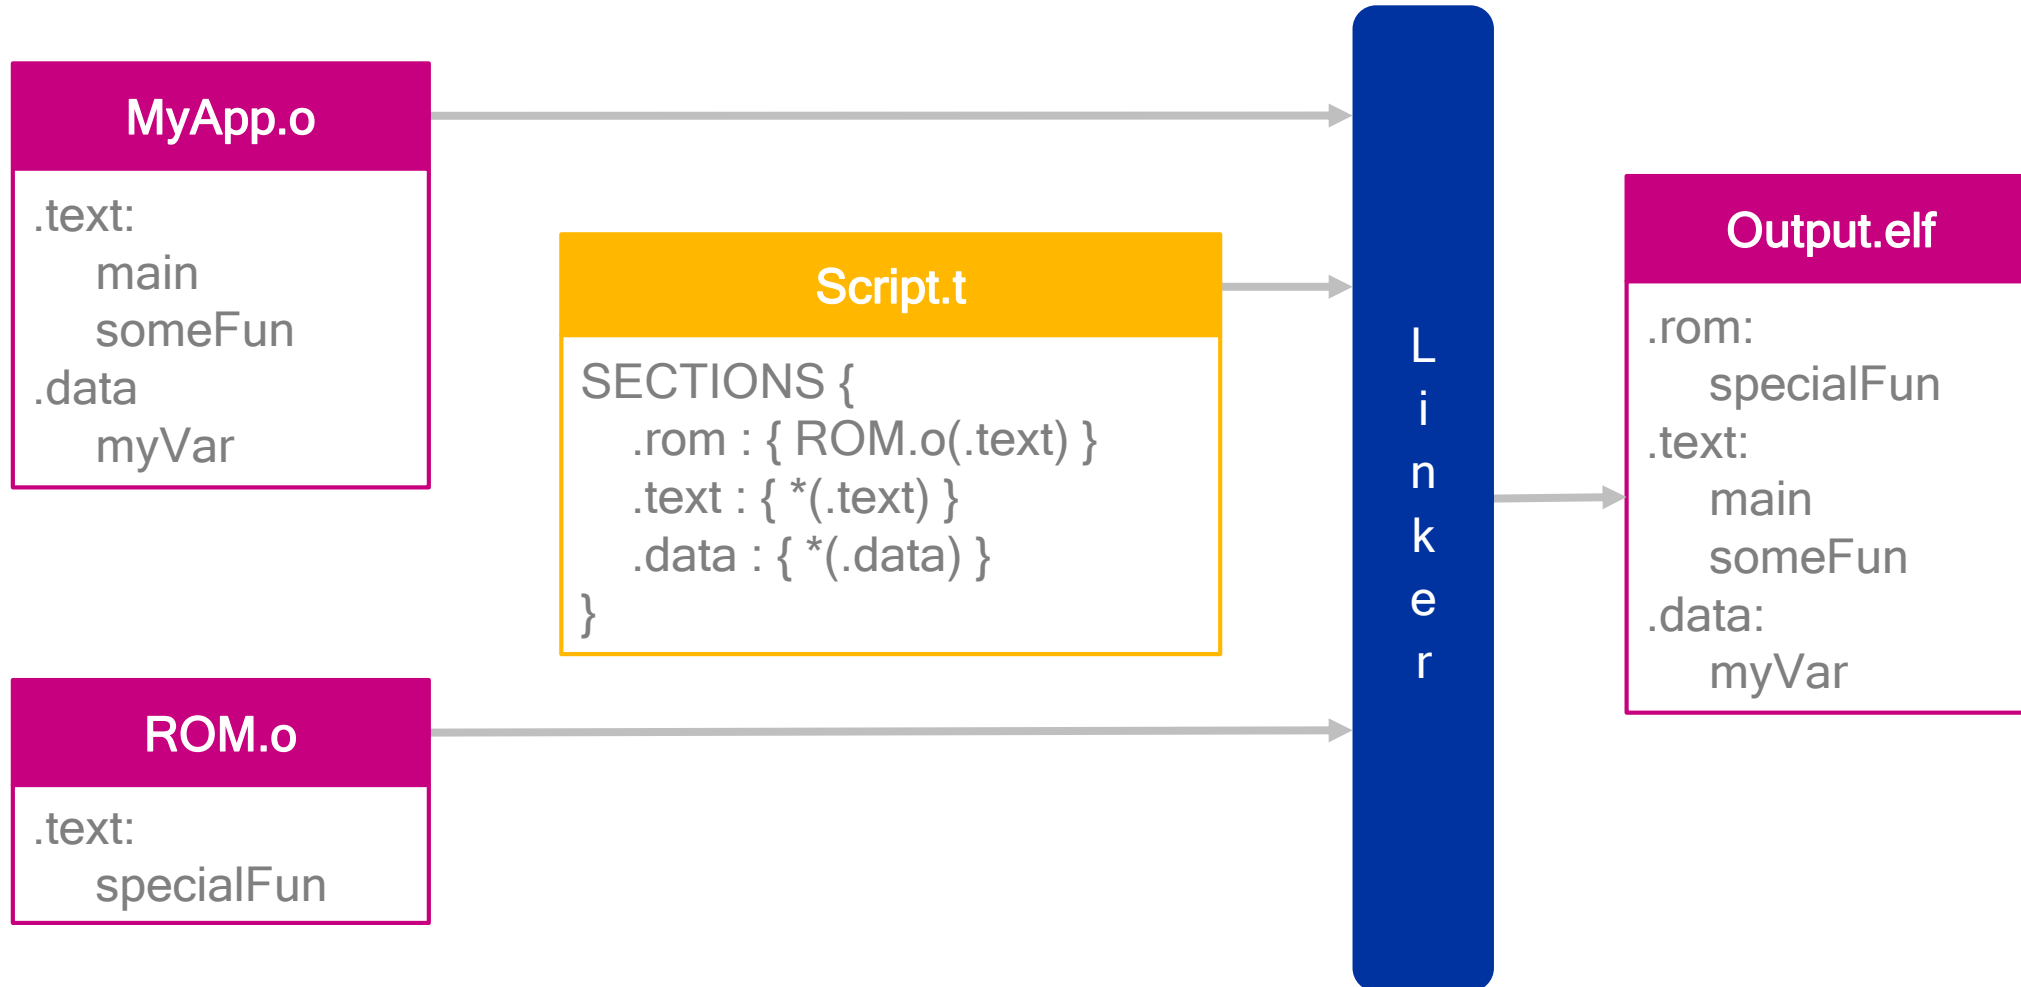 MyApp.o
.text:
main
someFun
.data
myVar
ROM.o
.text:
specialFun
Script.t
SECTIONS {
.rom : { ROM.o(.text) }
.text : { *(.text) }
.data : { *(.data) }
}
Linker
Output.elf
.rom:
specialFun
.text:
main
someFun
.data:
myVar